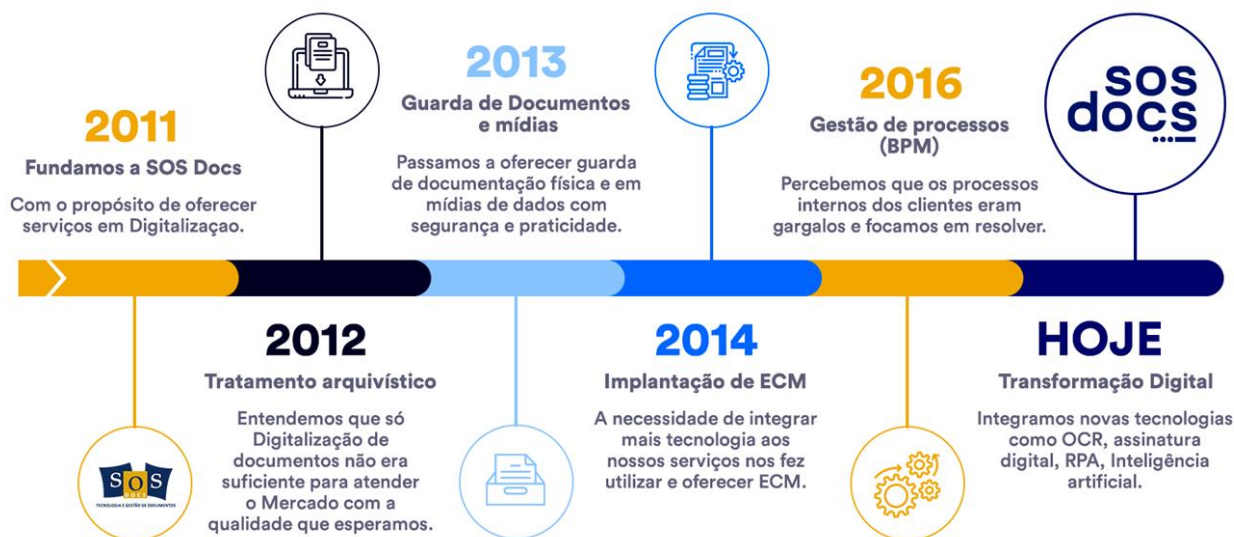 2011
Fundamos a SOS Docs
Com o propósito de oferecer
serviços em Digitalizaçao.
SOS
DOCS
TECNOLOGIA E GESTÃO DE DOCUMENTOS
2012
Tratamento arquivístico
Entendemos que só
Digitalização de
documentos não era
suficiente para atender
o Mercado com a
qualidade que esperamos.
2013
Guarda de Documentos
e mídias
Passamos a oferecer guarda
de documentação física e em
mídias de dados com
segurança e praticidade.
2014
Implantação de ECM
A necessidade de integrar
mais tecnologia aos
nossos serviços nos fez
utilizar e oferecer ECM.
2016
Gestão de processos
(BPM)
Percebemos que os processos
internos dos clientes eram
gargalos e focamos em resolver.
sos
docs
HOJE
Transformação Digital
Integramos novas tecnologias
como OCR, assinatura
digital, RPA, Inteligência
artificial.